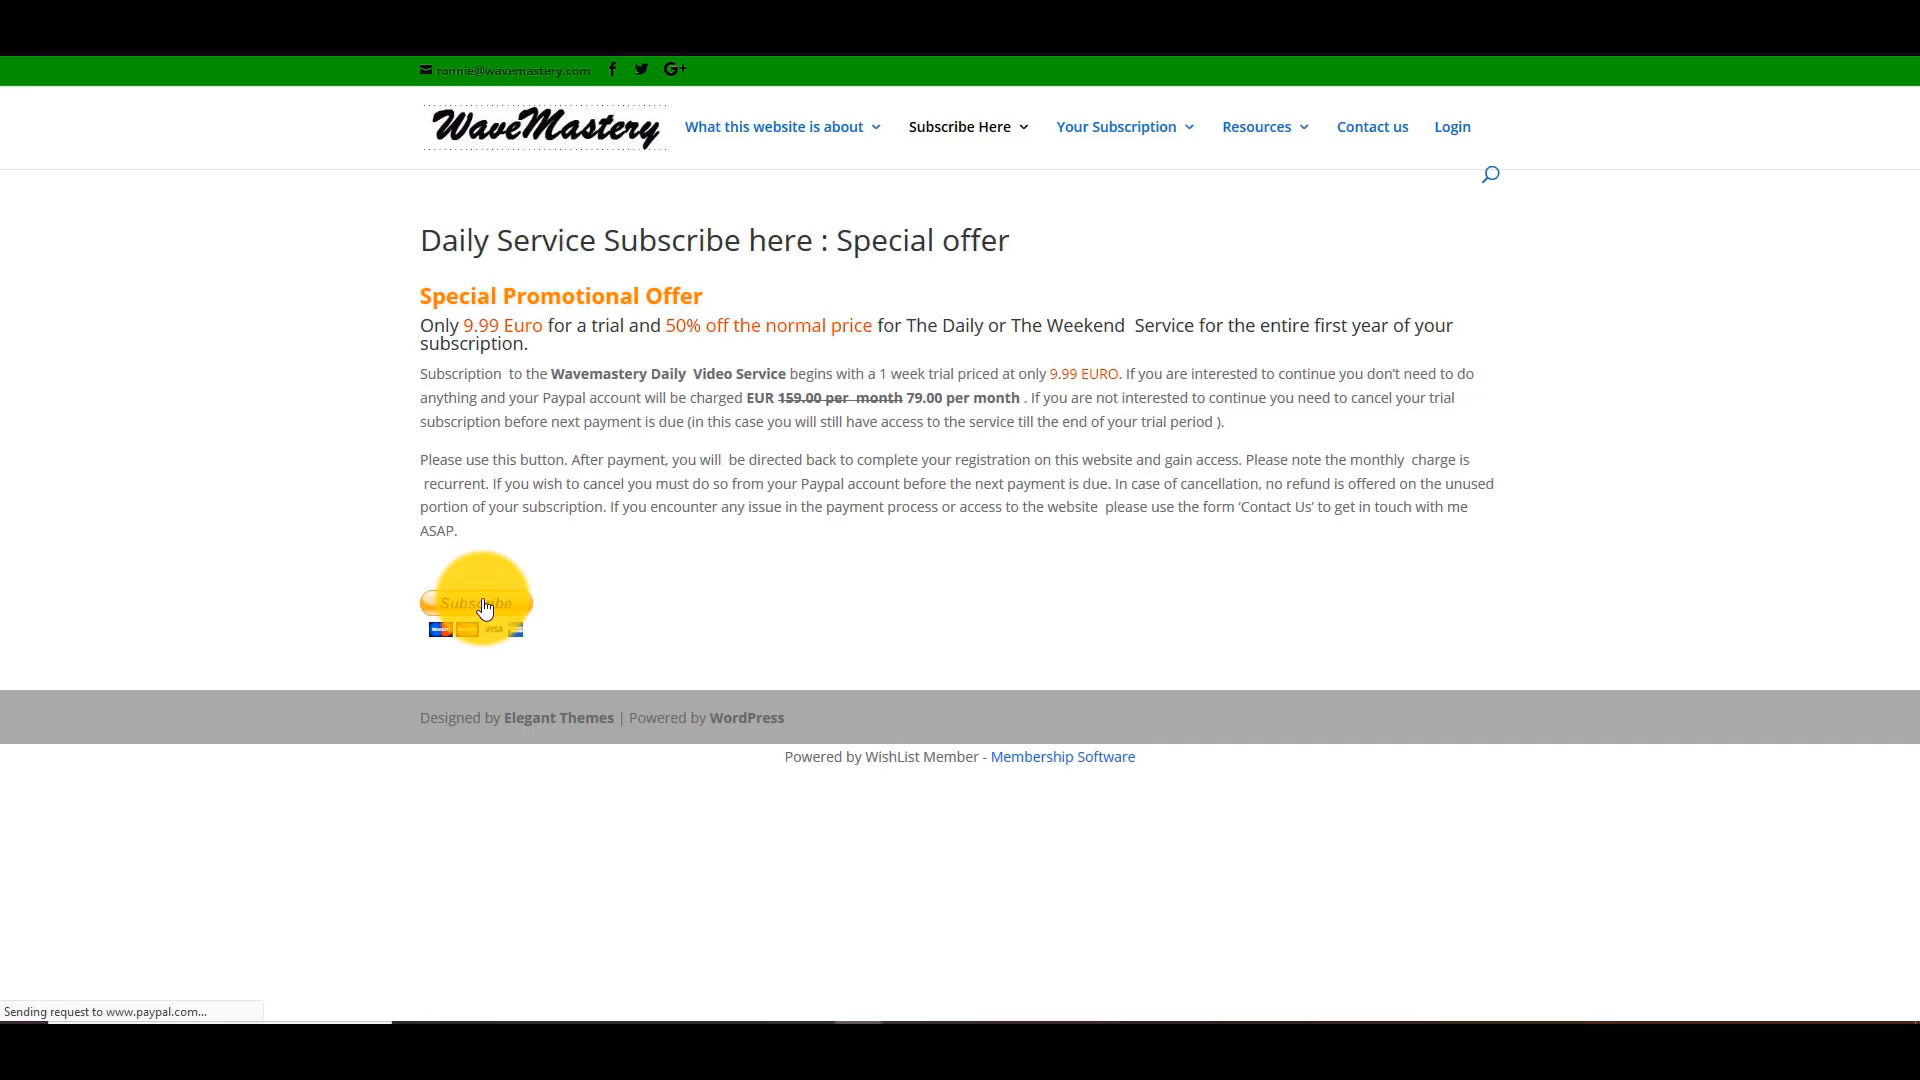 ronnie@wavemastery.com
WaveMastery What this website is about Subscribe Here Your Subscription Resources Contact us Login
Daily Service Subscribe here : Special offer
Special Promotional Offer
Only 9.99 Euro for a trial and 50% off the normal price for The Daily or The Weekend Service for the entire first year of your
subscription.
Subscription to the Wavemastery Daily Video Service begins with a 1 week trial priced at only 9.99 EURO. If you are interested to continue you don’t need to do
anything and your Paypal account will be charged EUR 159.00 per month 79.00 per month . If you are not interested to continue you need to cancel your trial
subscription before next payment is due (in this case you will still have access to the service till the end of your trial period ).
Please use this button. After payment, you will be directed back to complete your registration on this website and gain access. Please note the monthly charge is
recurrent. If you wish to cancel you must do so from your Paypal account before the next payment is due. In case of cancellation, no refund is offered on the unused
portion of your subscription. If you encounter any issue in the payment process or access to the website please use the form ‘Contact Us’ to get in touch with me
ASAP.
Subscribe
VISA
Designed by Elegant Themes | Powered by WordPress
Powered by WishList Member - Membership Software
Sending request to www.paypal.com...